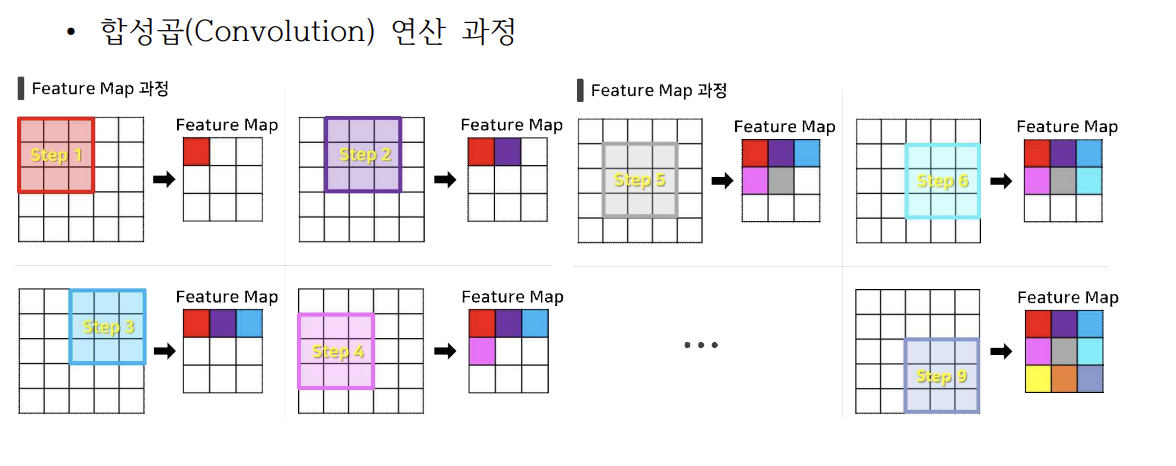 • 합성곱(Convolution) 연산 과정
Feature Map 과정
Feature Map
Step 1
Feature Map
Step 2
Feature Map
Step 3
Feature Map
Step 4
Feature Map 과정
Feature Map
Step 5
Feature Map
Step 6
•••
Feature Map
Step 9